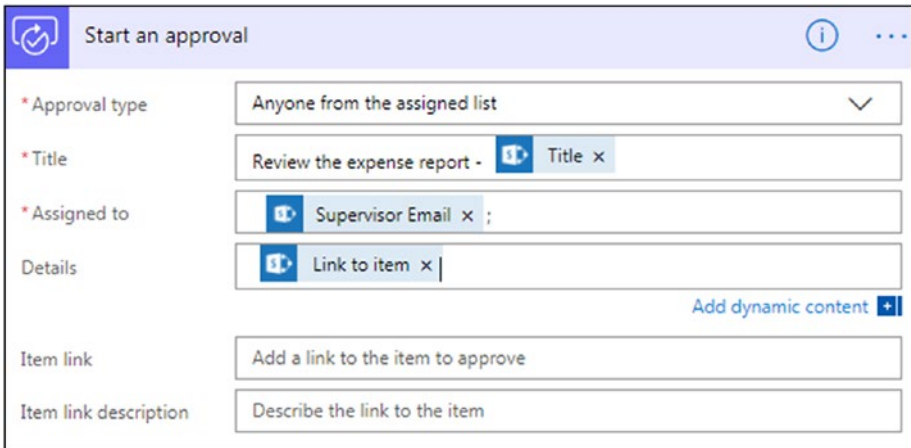 Start an approval
* Approval type Anyone from the assigned list
* Title Review the expense report - Title ×
* Assigned to Supervisor Email × ;
Details Link to item ×
Add dynamic content +
Item link Add a link to the item to approve
Item link description Describe the link to the item